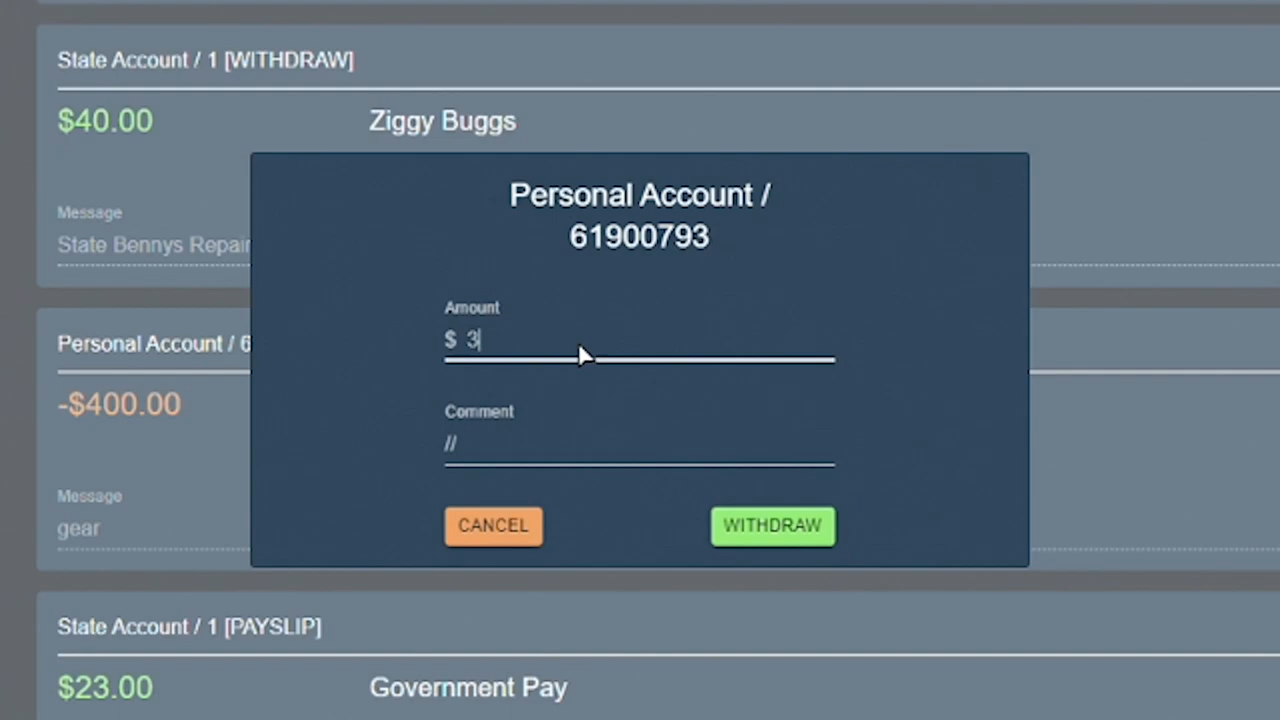 State Account / 1 [WITHDRAW]
$40.00 Ziggy Buggs
Message
State Bennys Repair
Personal Account / 6
-$400.00
Message
gear
State Account / 1 [PAYSLIP]
$23.00 Government Pay
Personal Account /
61900793
Amount
$ 3
Comment
//
CANCEL WITHDRAW